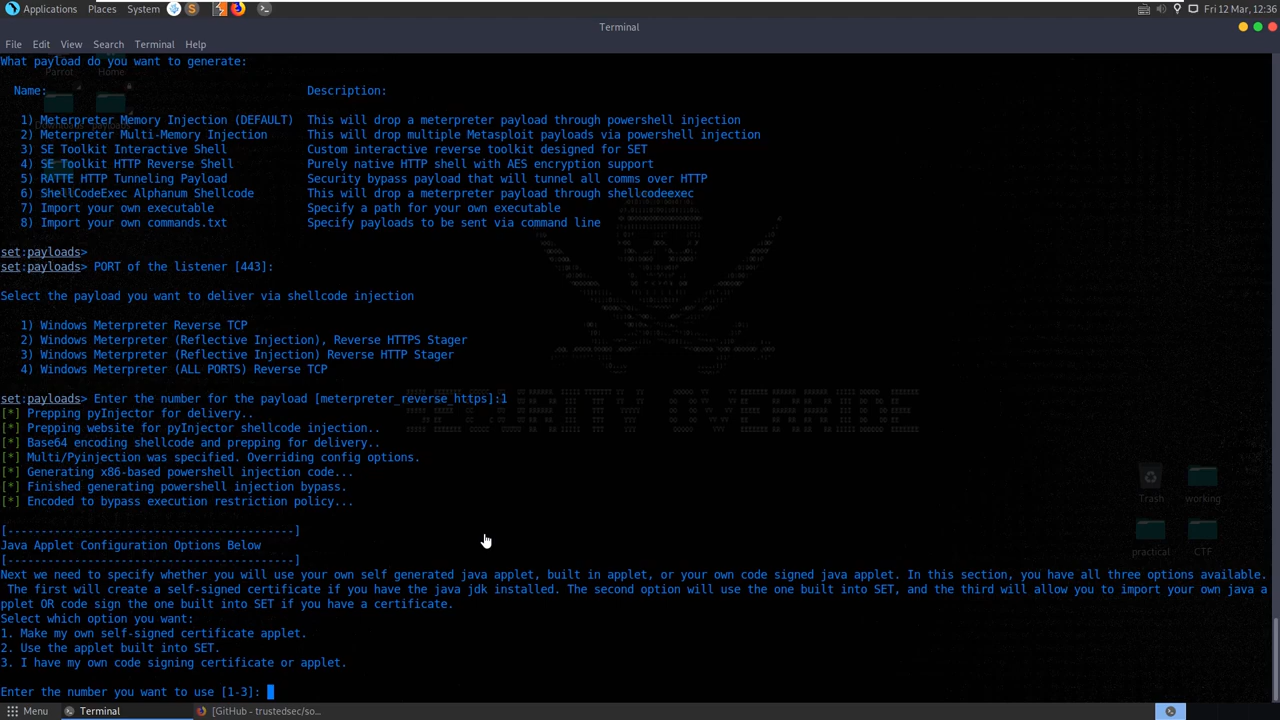 Applications Places System Fri 12 Mar, 12:36
Terminal
File Edit View Search Terminal Help
What payload do you want to generate:
Parrot Home
Name: Description:
1) Meterpreter Memory Injection (DEFAULT) This will drop a meterpreter payload through powershell injection
2) Meterpreter Multi-Memory Injection This will drop multiple Metasploit payloads via powershell injection
3) SE Toolkit Interactive Shell Custom interactive reverse toolkit designed for SET
4) SE Toolkit HTTP Reverse Shell Purely native HTTP shell with AES encryption support
5) RATTE HTTP Tunneling Payload Security bypass payload that will tunnel all comms over HTTP
6) ShellCodeExec Alphanum Shellcode This will drop a meterpreter payload through shellcodeexec
7) Import your own executable Specify a path for your own executable
8) Import your own commands.txt Specify payloads to be sent via command line
set:payloads>
set:payloads> PORT of the listener [443]:
Select the payload you want to deliver via shellcode injection
1) Windows Meterpreter Reverse TCP
2) Windows Meterpreter (Reflective Injection), Reverse HTTPS Stager
3) Windows Meterpreter (Reflective Injection) Reverse HTTP Stager
4) Windows Meterpreter (ALL PORTS) Reverse TCP
set:payloads> Enter the number for the payload [meterpreter_reverse_https]:1
[*] Prepping pyInjector for delivery..
[*] Prepping website for pyInjector shellcode injection..
[*] Base64 encoding shellcode and prepping for delivery..
[*] Multi/Pyinjection was specified. Overriding config options.
[*] Generating x86-based powershell injection code...
[*] Finished generating powershell injection bypass.
[*] Encoded to bypass execution restriction policy...
Trash working
[-------------------------------------------]
Java Applet Configuration Options Below
practical CTF
[-------------------------------------------]
Next we need to specify whether you will use your own self generated java applet, built in applet, or your own code signed java applet. In this section, you have all three options available.
The first will create a self-signed certificate if you have the java jdk installed. The second option will use the one built into SET, and the third will allow you to import your own java a
pplet OR code sign the one built into SET if you have a certificate.
Select which option you want:
1. Make my own self-signed certificate applet.
2. Use the applet built into SET.
3. I have my own code signing certificate or applet.
Enter the number you want to use [1-3]:
Menu Terminal [GitHub - trustedsec/so...